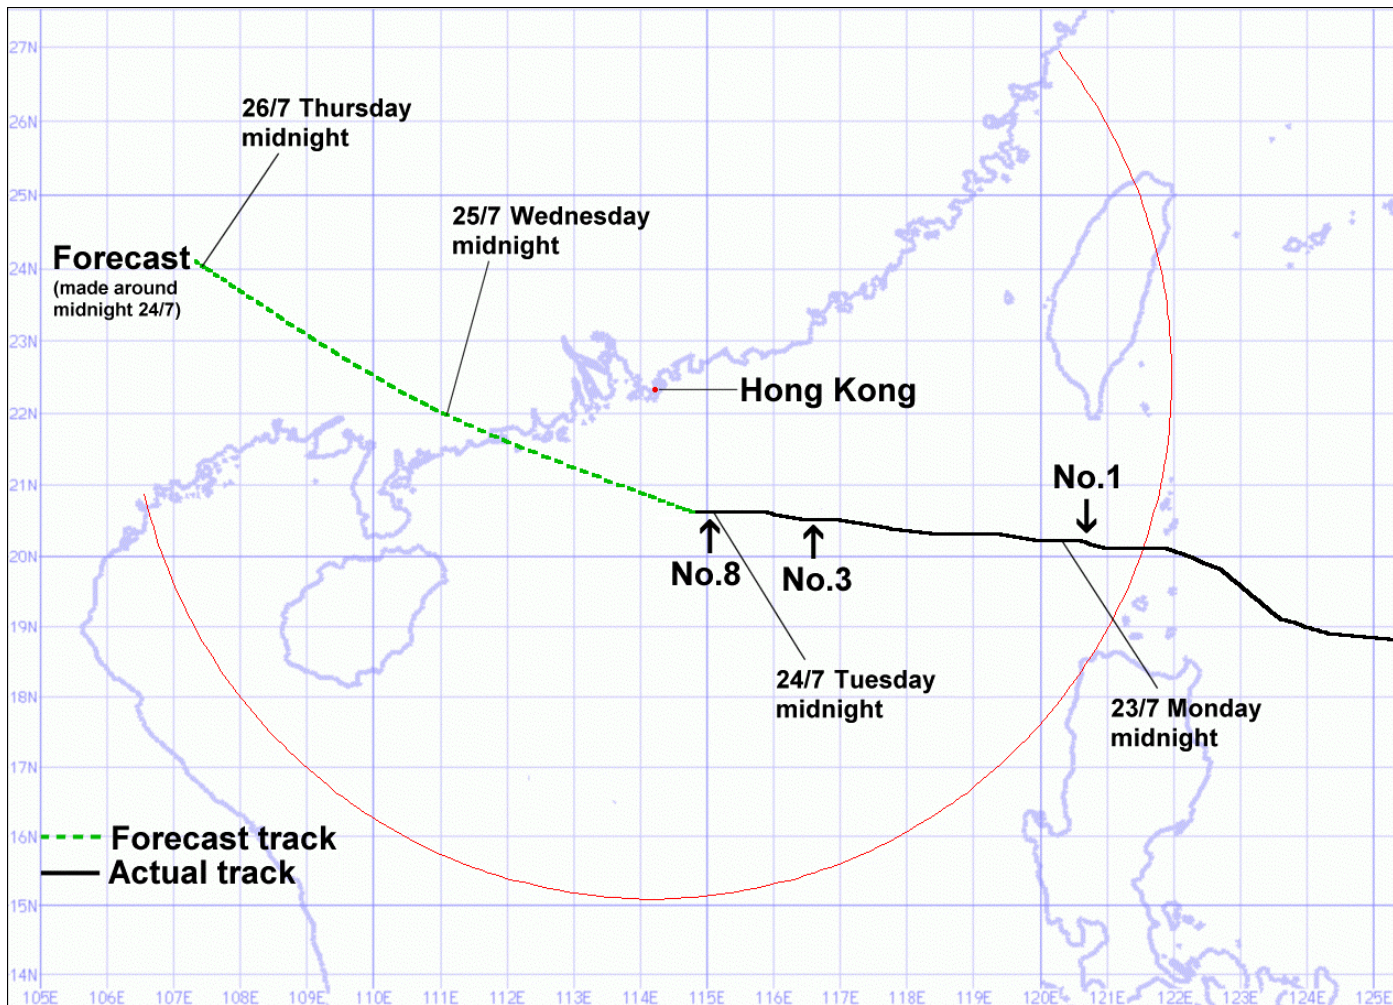 27N
26/7 Thursday
midnight
26N
25N
25/7 Wednesday
midnight
Forecast
(made around
midnight 24/7)
24N
23N
Hong Kong
22N
21N
No.1
20N
No.8
No.3
19N
24/7 Tuesday
midnight
18N
23/7 Monday
midnight
17N
16N
Forecast track
Actual track
15N
14N
105E 106E 107E 108E 109E 110E 111E 112E 113E 114E 115E 116E 117E 118E 119E 120E 121E 122E 123E 124E 125E